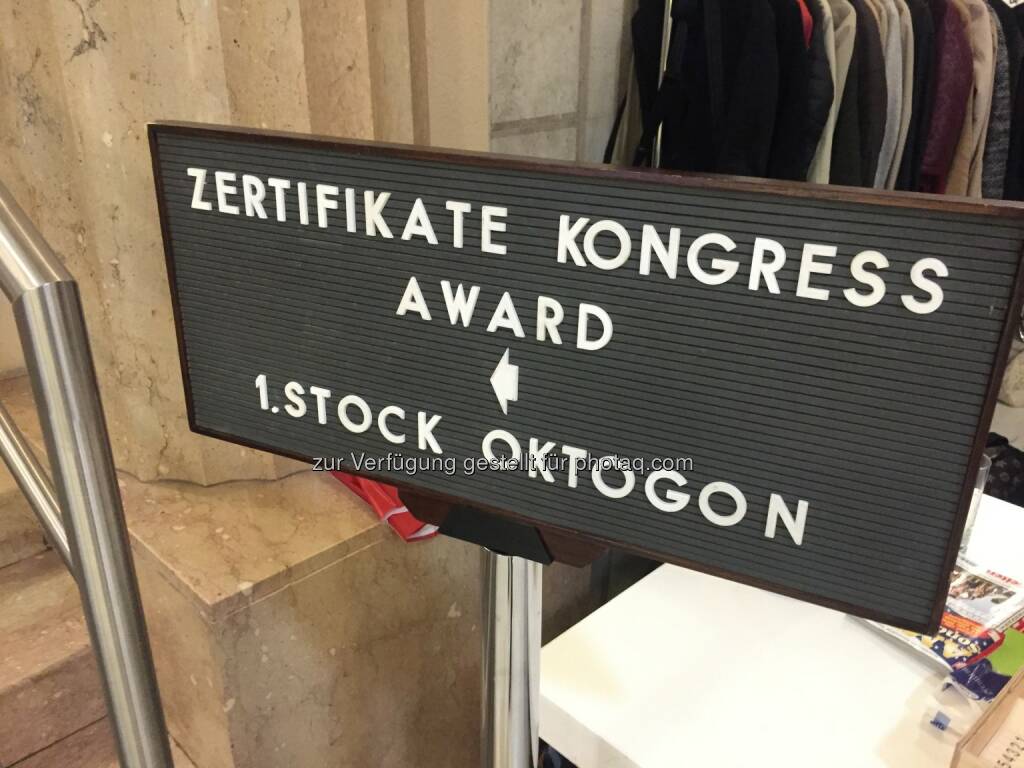 ZERTIFIKATE KONGRESS
AWARD
1.STOCK OKTOGON
zur Verfügung gestellt für photaq.com